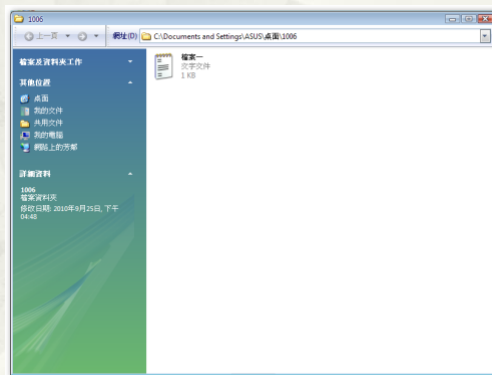 1006
上一頁
網址(D) C:\Documents and Settings\ASUS\桌面\1006
檔案及資料夾工作
其他位置
桌面
我的文件
共用文件
我的電腦
網路上的芳鄰
詳細資料
1006
檔案資料夾
修改日期: 2010年9月25日, 下午
04:48
檔案一
文字文件
1 KB